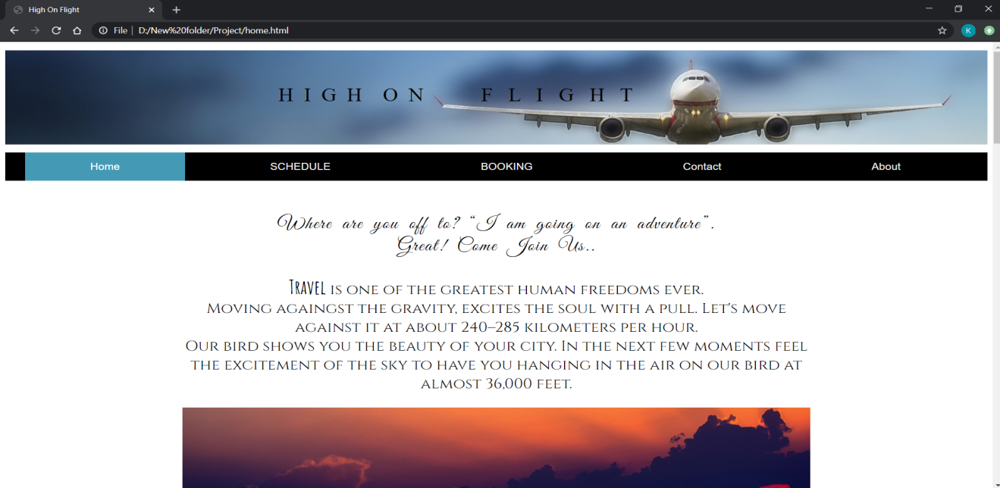 High On Flight
File | D:/New%20folder/Project/home.html
K
HIGH ON FLIGHT
Home SCHEDULE BOOKING Contact About
Where are you off to? “I am going on an adventure”.
Great! Come Join Us..
Travel is one of the greatest human freedoms ever.
Moving againgst the gravity, excites the soul with a pull. Let's move
against it at about 240–285 kilometers per hour.
Our bird shows you the beauty of your city. In the next few moments feel
the excitement of the sky to have you hanging in the air on our bird at
almost 36,000 feet.